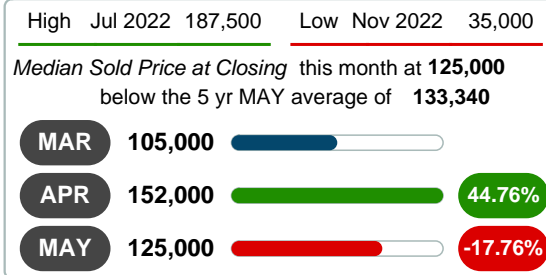 High Jul 2022 187,500 Low Nov 2022 35,000
Median Sold Price at Closing this month at 125,000
below the 5 yr MAY average of 133,340
MAR 105,000
APR 152,000 44.76%
MAY 125,000 -17.76%